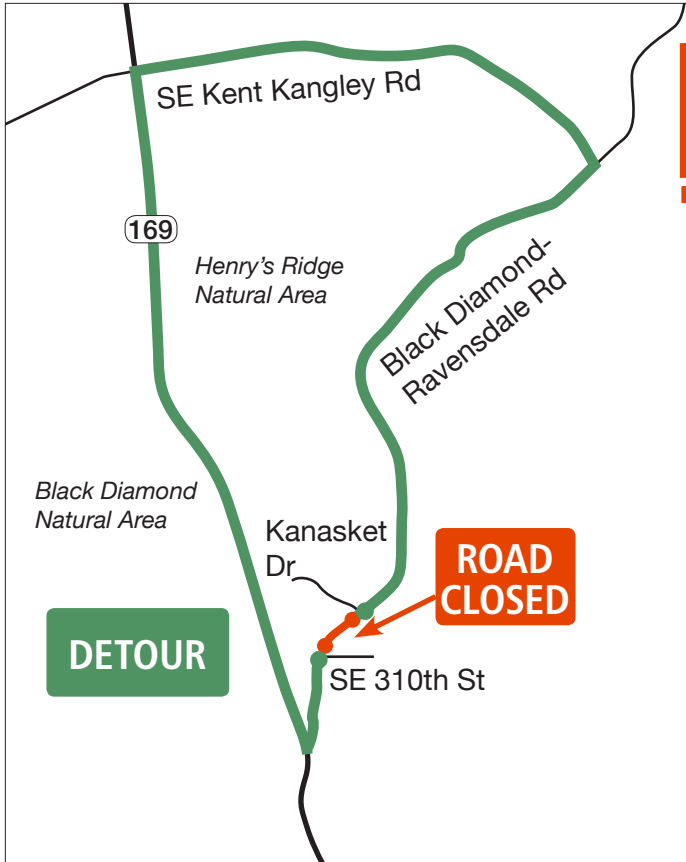 SE Kent Kangley Rd
169
Henry's Ridge
Natural Area
Black Diamond-
Ravensdale Rd
Black Diamond
Natural Area
Kanasket
Dr
ROAD
CLOSED
DETOUR
SE 310th St